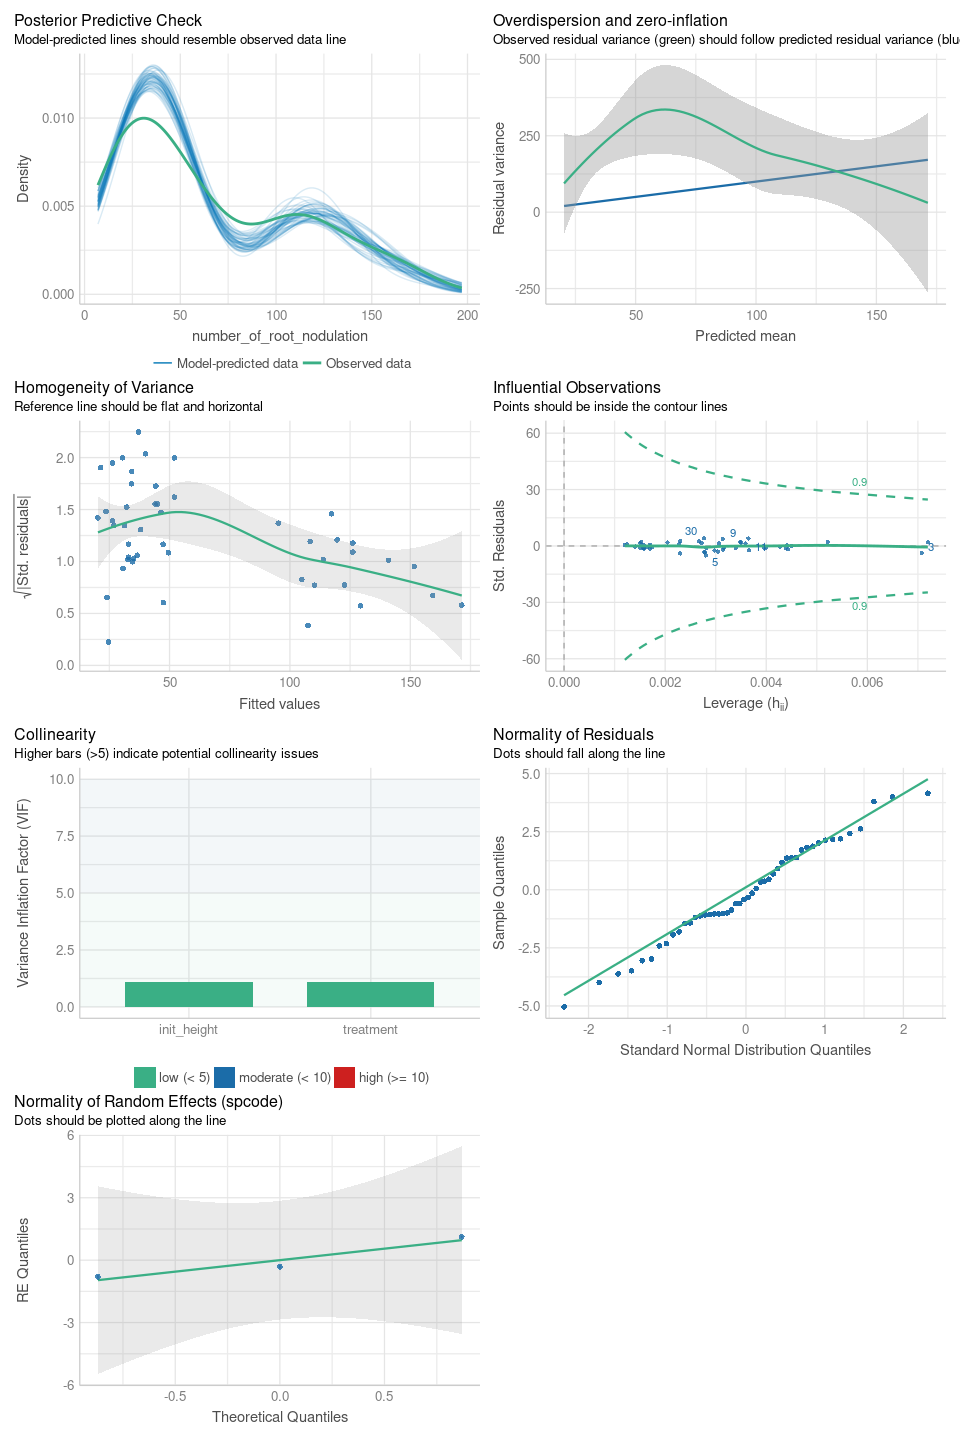 Posterior Predictive Check
Model-predicted lines should resemble observed data line
Density
0.010
0.005
0.000
0 50 100 150 200
number_of_root_nodulation
Model-predicted data Observed data
Overdispersion and zero-inflation
Observed residual variance (green) should follow predicted residual variance (blu
Residual variance
500
250
0
-250
50 100 150
Predicted mean
Homogeneity of Variance
Reference line should be flat and horizontal
√|Std. residuals|
2.0
1.5
1.0
0.5
0.0
50 100 150
Fitted values
Influential Observations
Points should be inside the contour lines
Std. Residuals
60
30
0
-30
-60
0.9
30 9
5
3
0.9
0.000 0.002 0.004 0.006
Leverage (hii)
Collinearity
Higher bars (>5) indicate potential collinearity issues
Variance Inflation Factor (VIF)
10.0
7.5
5.0
2.5
0.0
init_height treatment
low (< 5) moderate (< 10) high (>= 10)
Normality of Residuals
Dots should fall along the line
Sample Quantiles
5.0
2.5
0.0
-2.5
-5.0
-2 -1 0 1 2
Standard Normal Distribution Quantiles
Normality of Random Effects (spcode)
Dots should be plotted along the line
RE Quantiles
6
3
0
-3
-6
-0.5 0.0 0.5
Theoretical Quantiles